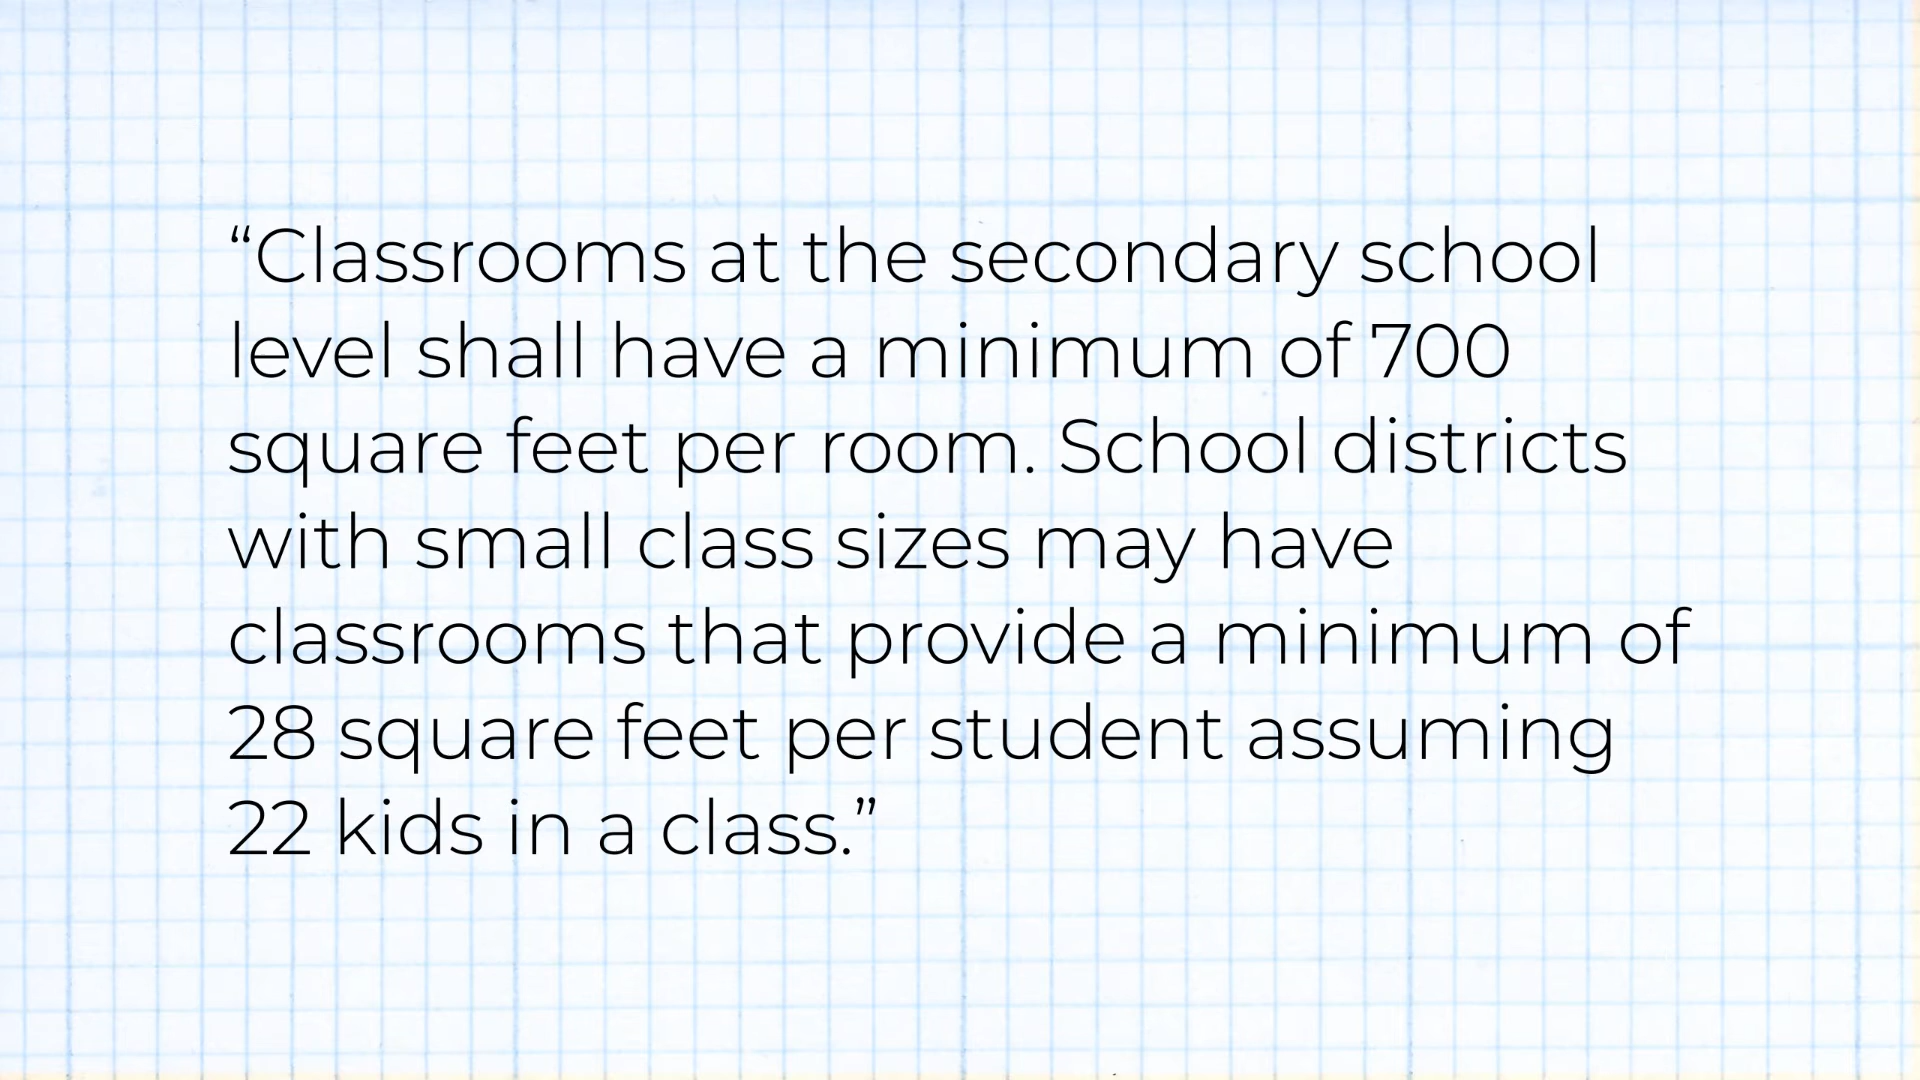 “Classrooms at the secondary school
level shall have a minimum of 700
square feet per room. School districts
with small class sizes may have
classrooms that provide a minimum of
28 square feet per student assuming
22 kids in a class.”